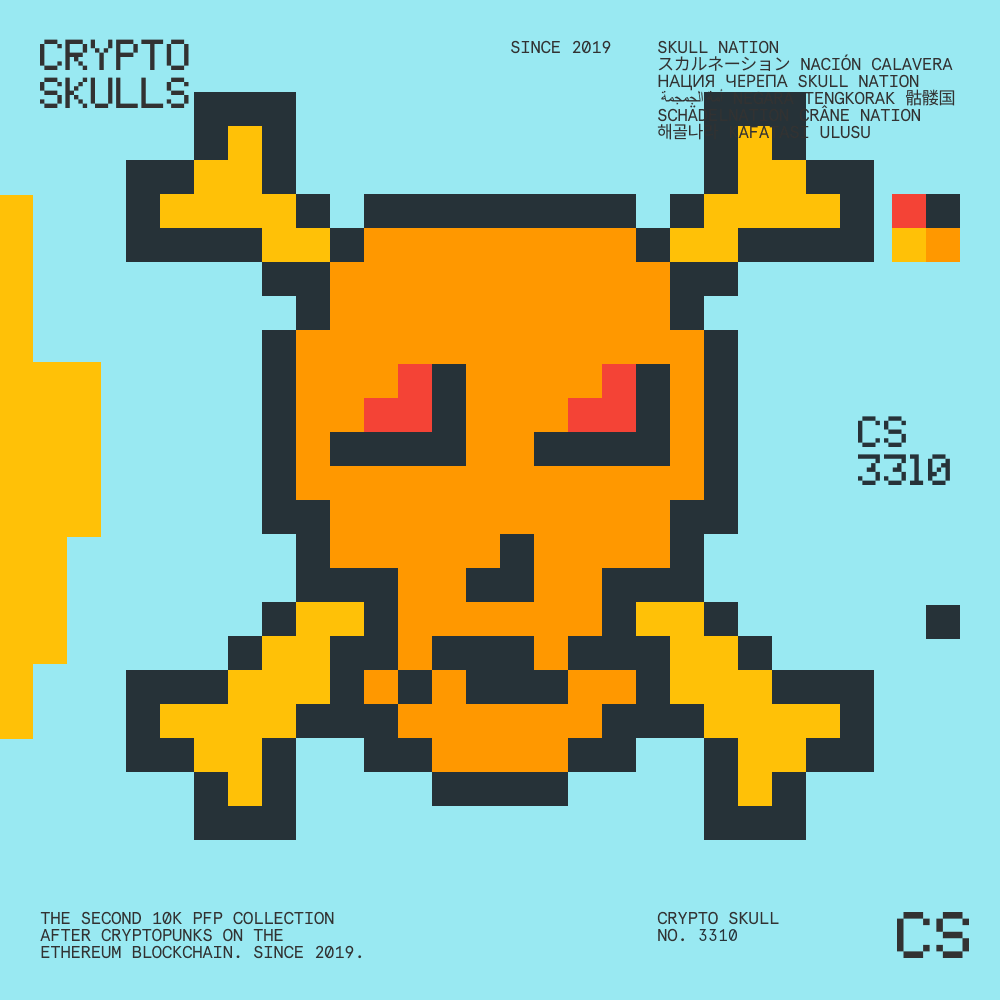 CRYPTO
SKULLS
SINCE 2019
SKULL NATION
スカルネーション NACIÓN CALAVERA
НАЦИЯ ЧЕРЕПА SKULL NATION
TENGKORAK 骷髅国
CRÂNE NATION
ULUSU
CS
3310
THE SECOND 10K PFP COLLECTION
AFTER CRYPTOPUNKS ON THE
ETHEREUM BLOCKCHAIN. SINCE 2019.
CRYPTO SKULL
NO. 3310
CS